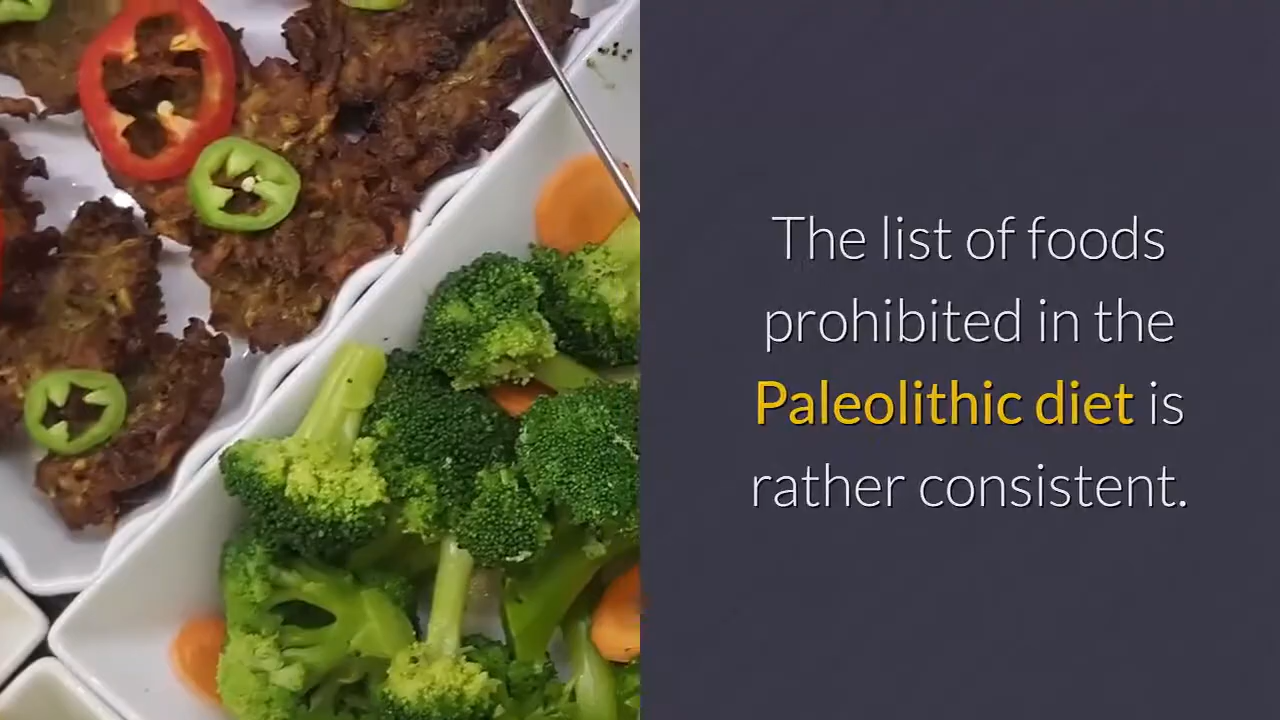 The list of foods
prohibited in the
Paleolithic diet is
rather consistent.